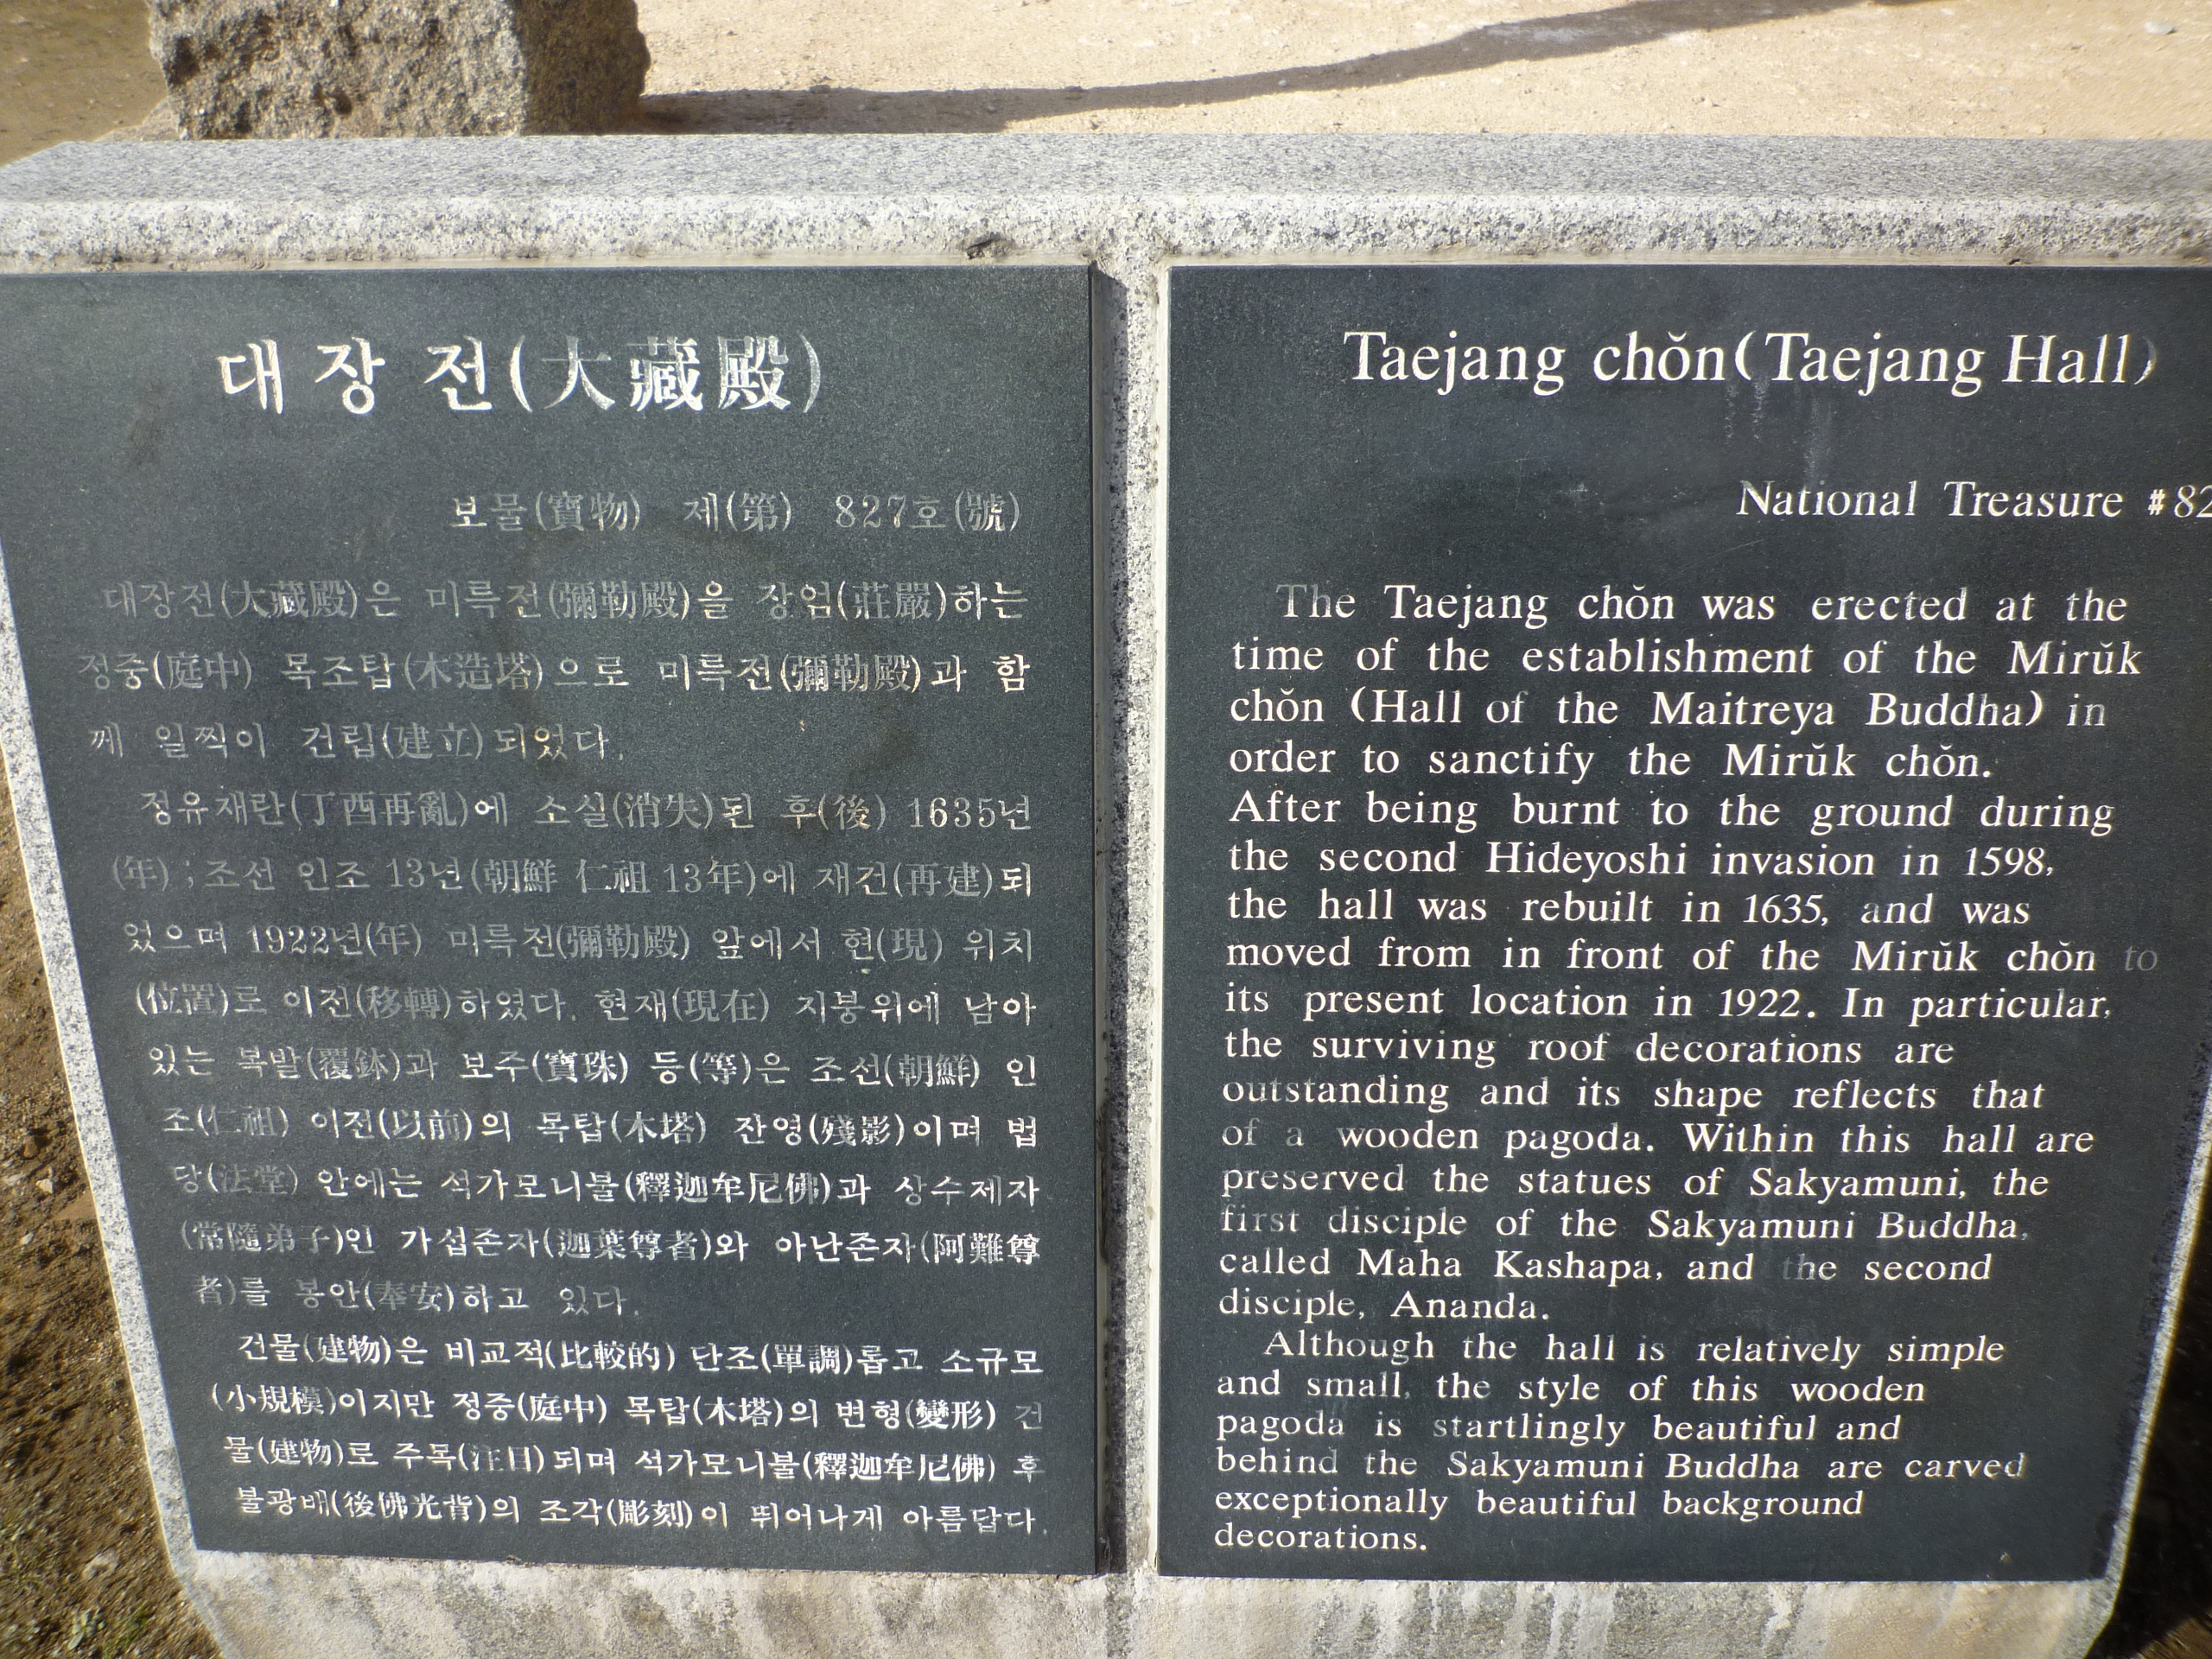 대장전(大藏殿)
보물(寶物) 제(第) 827호(號)
대장전(大藏殿)은 미륵전(彌勒殿)을 장엄(莊嚴)하는
정중(庭中) 목조탑(木造塔)으로 미륵전(彌勒殿)과 함
께 일찍이 건립(建立)되었다.
정유재란(丁酉再亂)에 소실(消失)된 후(後) 1635년
(年) ; 조선 인조 13년(朝鮮 仁祖 13年)에 재건(再建)되
었으며 1922년(年) 미륵전(彌勒殿) 앞에서 현(現) 위치
(位置)로 이전(移轉)하였다. 현재(現在) 지붕위에 남아
있는 복발(覆鉢)과 보주(寶珠) 등(等)은 조선(朝鮮) 인
조(仁祖) 이전(以前)의 목탑(木塔) 잔영(殘影)이며 법
당(法堂) 안에는 석가모니불(釋迦牟尼佛)과 상수제자
(常隨弟子)인 가섭존자(迦葉尊者)와 아난존자(阿難尊
者)를 봉안(奉安)하고 있다.
건물(建物)은 비교적(比較的) 단조(單調)롭고 소규모
(小規模)이지만 정중(庭中) 목탑(木塔)의 변형(變形) 건
물(建物)로 주목(注目)되며 석가모니불(釋迦牟尼佛) 후
불광배(後佛光背)의 조각(彫刻)이 뛰어나게 아름답다.
Taejang chŏn(Taejang Hall)
National Treasure #82
The Taejang chŏn was erected at the
time of the establishment of the Mirŭk
chŏn (Hall of the Maitreya Buddha) in
order to sanctify the Mirŭk chŏn.
After being burnt to the ground during
the second Hideyoshi invasion in 1598,
the hall was rebuilt in 1635, and was
moved from in front of the Mirŭk chŏn to
its present location in 1922. In particular,
the surviving roof decorations are
outstanding and its shape reflects that
of a wooden pagoda. Within this hall are
preserved the statues of Sakyamuni, the
first disciple of the Sakyamuni Buddha,
called Maha Kashapa, and the second
disciple, Ananda.
Although the hall is relatively simple
and small, the style of this wooden
pagoda is startlingly beautiful and
behind the Sakyamuni Buddha are carved
exceptionally beautiful background
decorations.